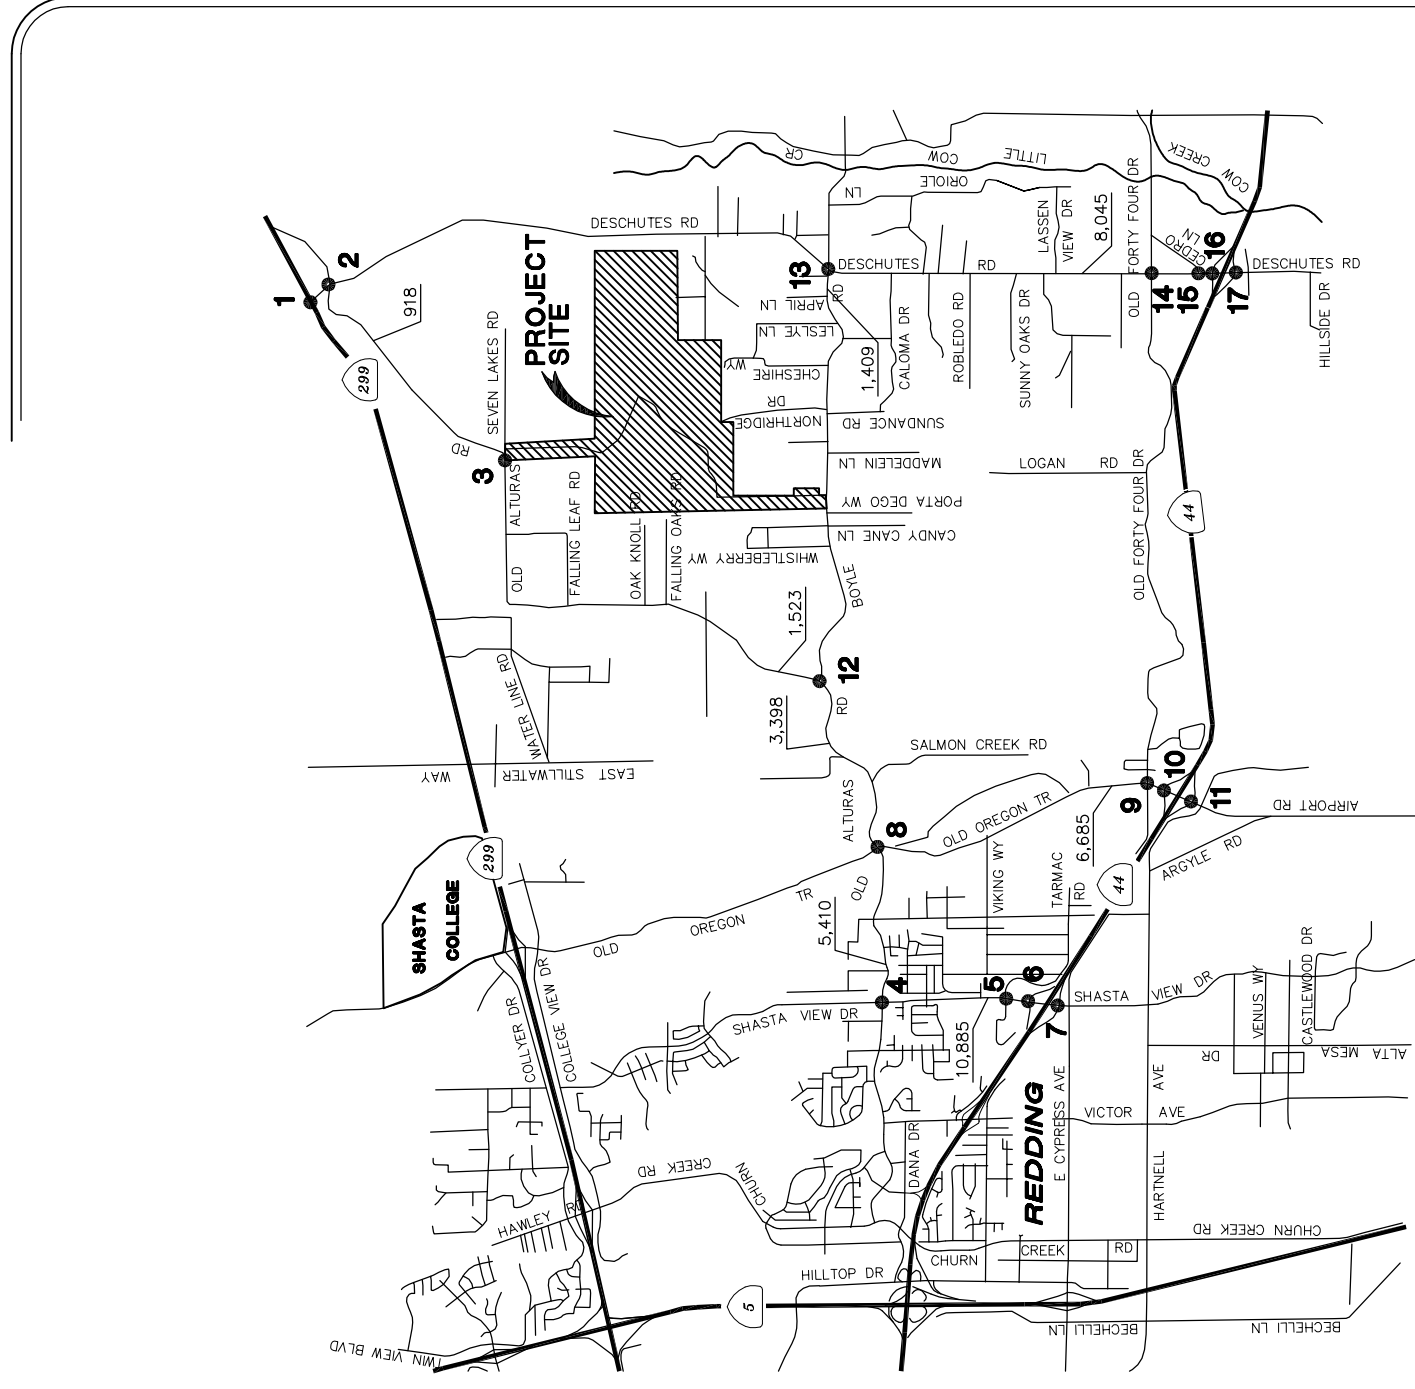 1
2
299
918
DESCHUTES RD
SEVEN LAKES RD
PROJECT
SITE
3
RD
ALTURAS
OLD
FALLING LEAF RD
OAK KNOLL RD
FALLING OAKS RD
WHISTLEBERRY WY
CANDY CANE LN
PORTA DEGO WY
MADDELEIN LN
SUNDANCE RD
NORTHRIDGE
DR
CHESHIRE
WY
LESLYE LN
APRIL LN
RD
13
1,409
CALOMA DR
DESCHUTES
RD
ROBLEDO RD
SUNNY OAKS DR
LASSEN
VIEW DR
8,045
ORIOLE
LN
LITTLE
COW
CR
COW
CREEK
OLD
FORTY FOUR DR
CEDRO
LN
14
15
16
17
DESCHUTES RD
HILLSIDE DR
LOGAN RD
OLD FORTY FOUR DR
44
BOYLE
1,523
12
3,398
RD
ALTURAS
SALMON CREEK RD
WATER LINE RD
EAST STILLWATER
WAY
299
SHASTA
COLLEGE
8
OLD
OLD OREGON TR
9
10
11
AIRPORT RD
6,685
ARGYLE RD
44
VIKING WY
TARMAC
RD
OLD
OREGON
TR
5,410
4
5
6
7
10,885
SHASTA VIEW DR
SHASTA
VIEW DR
VENUS WY
CASTLEWOOD DR
ALTA MESA
DR
COLLYER DR
COLLEGE VIEW DR
REDDING
E CYPRESS AVE
VICTOR AVE
HARTNELL
AVE
DANA DR
CHURN
CREEK RD
HAWLEY RD
CHURN CREEK RD
CHURN
CREEK
RD
HILLTOP DR
5
TWIN VIEW BLVD
BECHELLI LN
BECHELLI LN